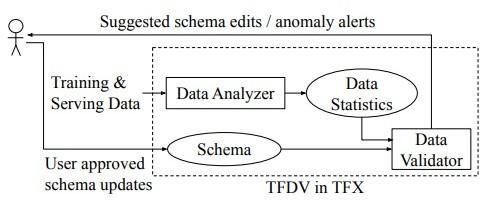 Suggested schema edits / anomaly alerts
Training &
Serving Data
Data Analyzer
Data
Statistics
Schema
Data
Validator
User approved
schema updates
TFDV in TFX